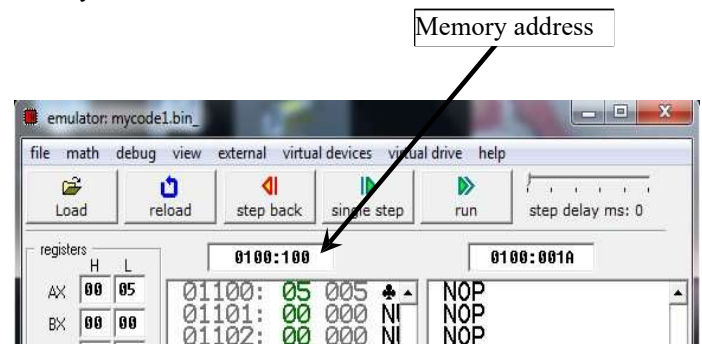 Memory address
emulator: mycode1.bin_
file math debug view external virtual devices virtual drive help
Load reload step back single step run step delay ms: 0
registers
H L
0100:100 0100:001A
AX 00 05 01100: 05 005 ♣ NOP
BX 00 00 01101: 00 000 NOP
01102: 00 000 NOP